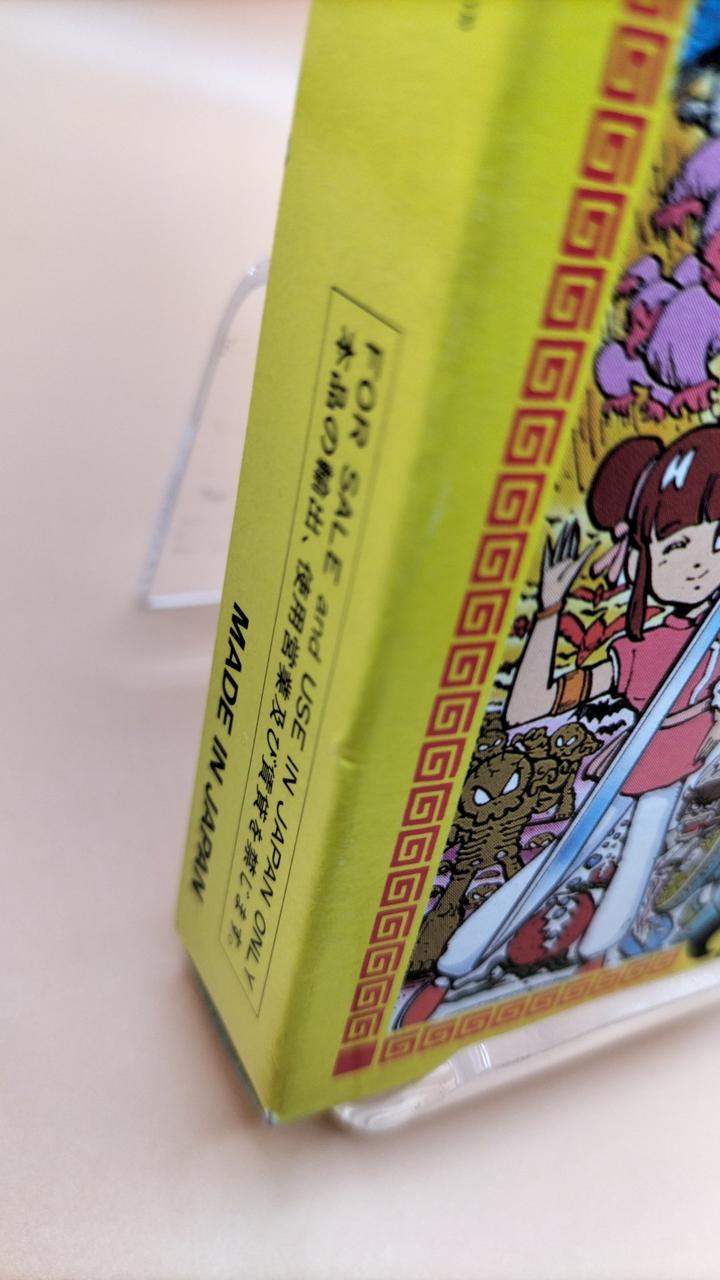 FOR SALE and USE IN JAPAN ONLY
本品の輸出、使用営業及び賃貸を禁じます。
MADE IN JAPAN